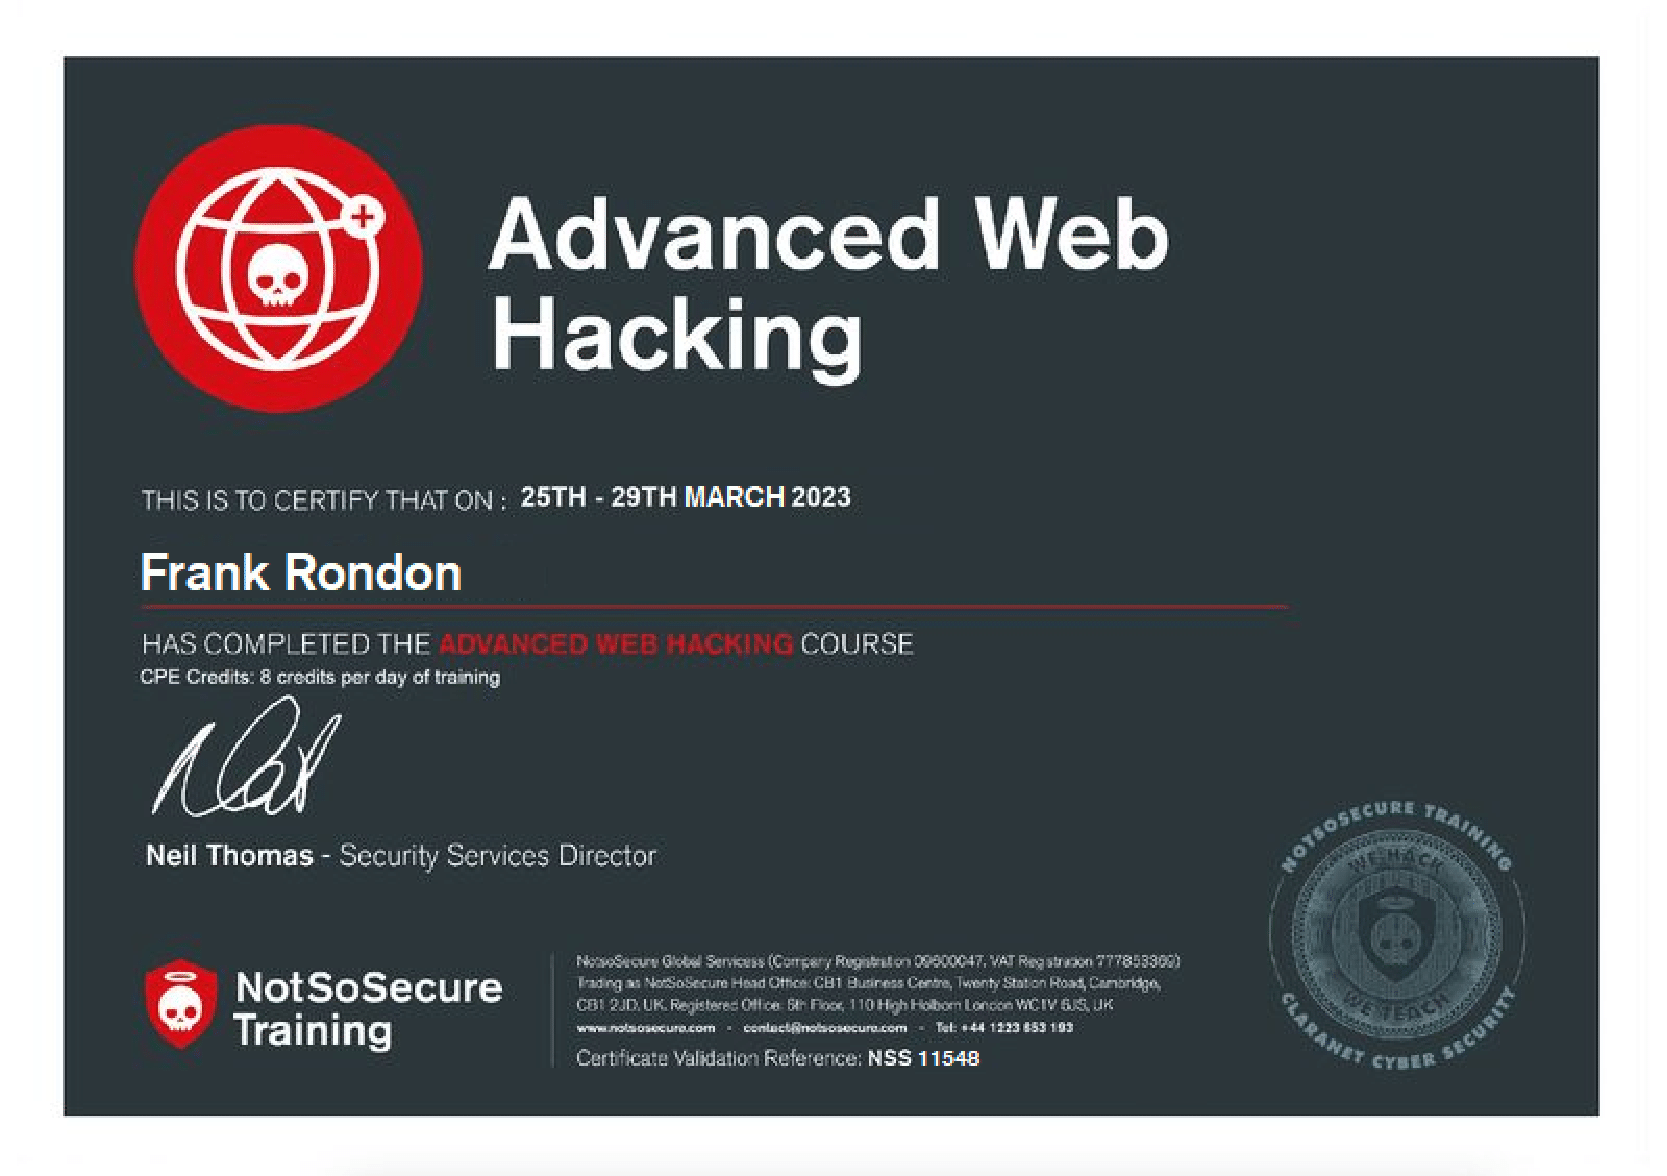 Advanced Web
Hacking
THIS IS TO CERTIFY THAT ON : 25TH - 29TH MARCH 2023
Frank Rondon
HAS COMPLETED THE ADVANCED WEB HACKING COURSE
CPE Credits: 8 credits per day of training
Neil Thomas - Security Services Director
NotSoSecure
Training
NotsoSecure Global Servicess (Company Registration 09600047, VAT Registration 777853369)
Trading as NotSoSecure Head Office: CB1 Business Centre, Twenty Station Road, Cambridge,
CB1 2JD, UK. Registered Office: 6th Floor, 110 High Holborn London WC1V 6JS, UK
www.notsosecure.com - contact@notsosecure.com - Tel: +44 1223 653 193
Certificate Validation Reference: NSS 11548
NOTSOSECURE TRAINING
WE HACK
WE TEACH
CLARANET CYBER SECURITY